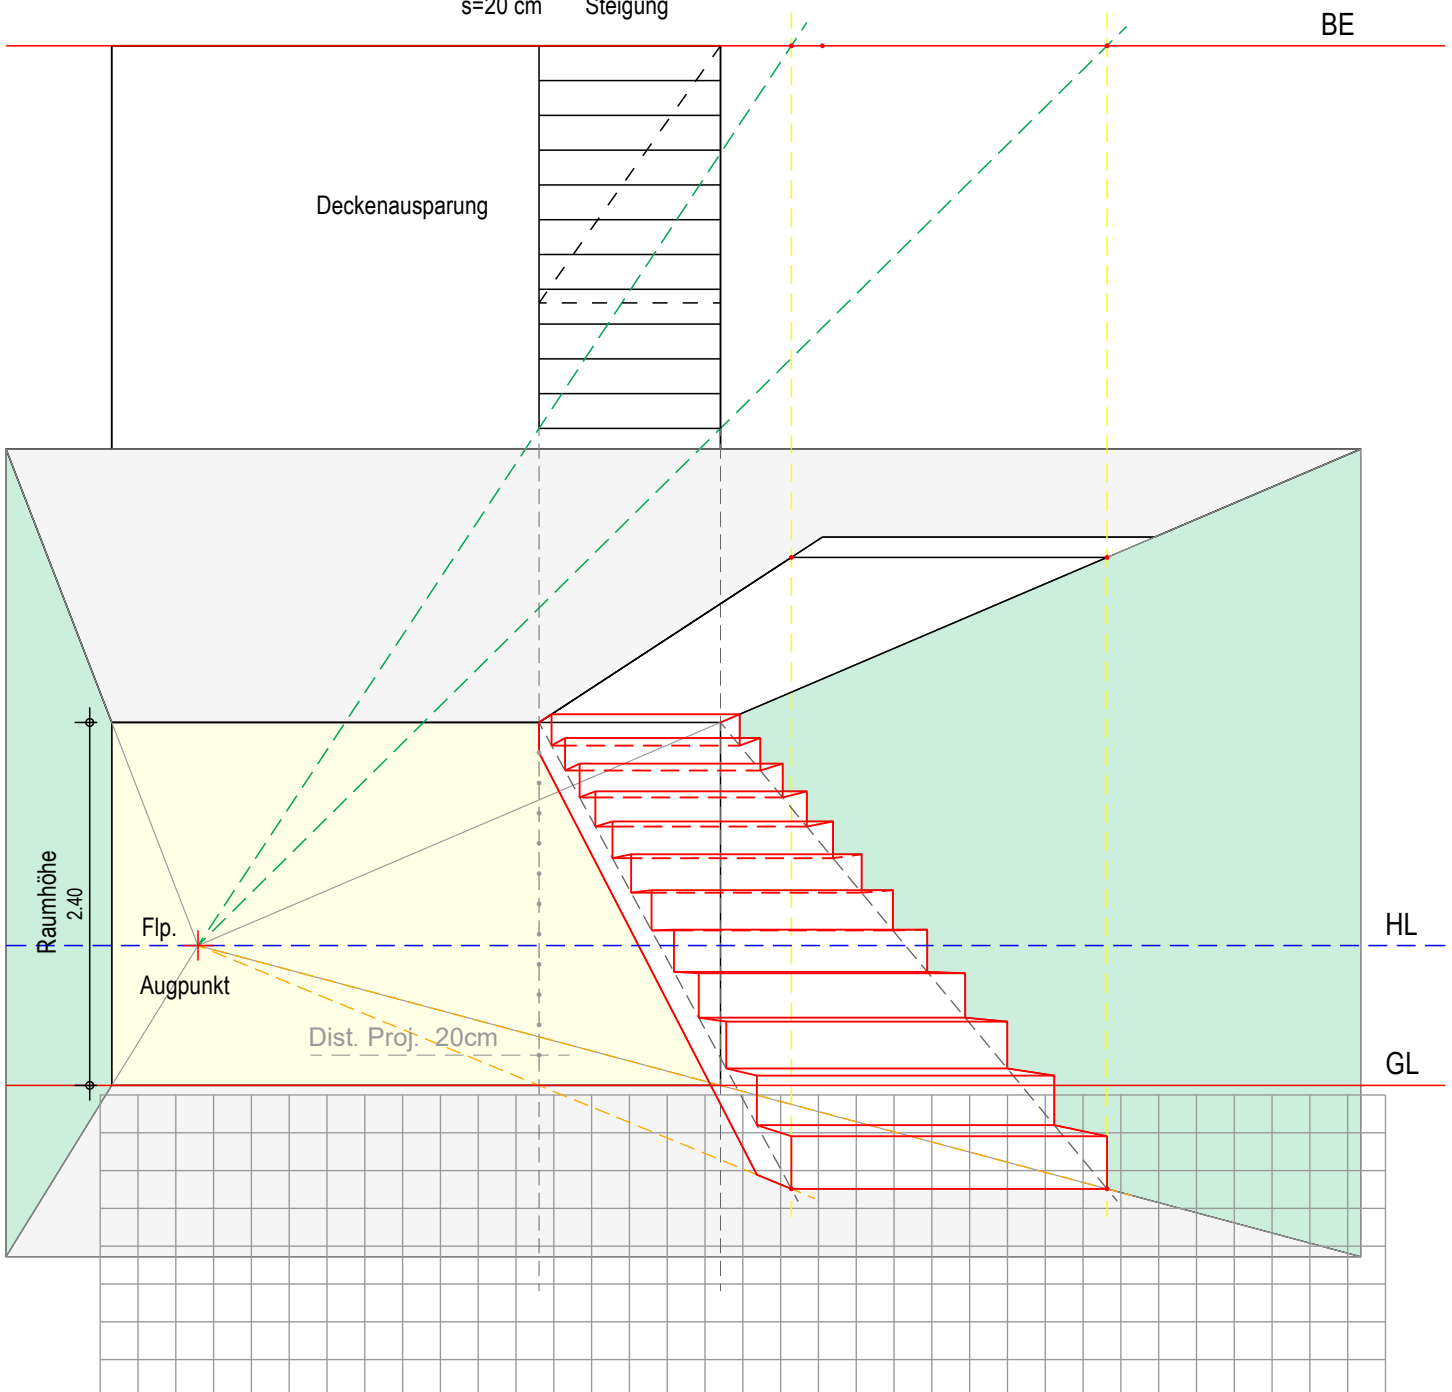 s=20 cm Steigung
BE
Deckenausparung
Raumhöhe
2.40
Flp.
HL
Augpunkt
Dist. Proj. 20cm
GL